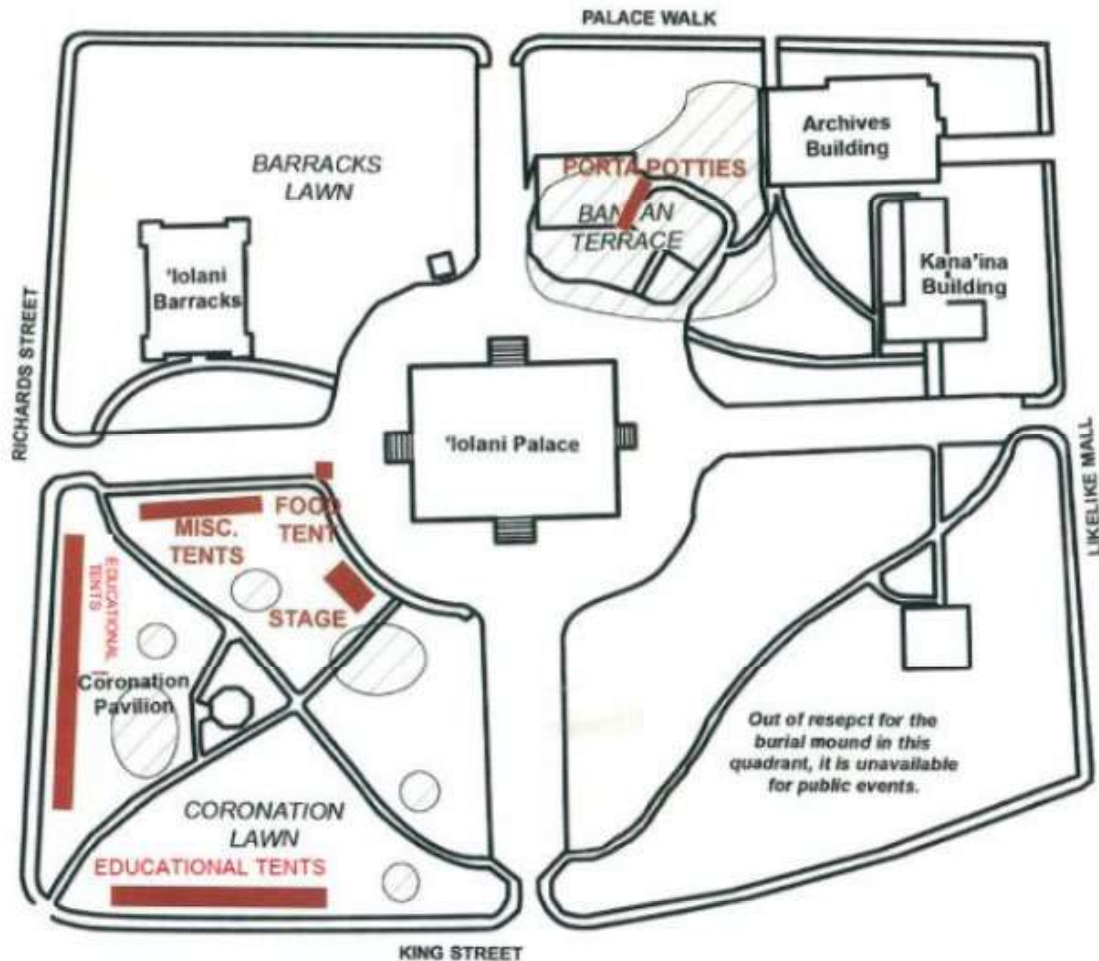 PALACE WALK
Archives
Building
BARRACKS
LAWN
PORTA POTTIES
BANYAN
TERRACE
'Iolani
Barracks
Kana'ina
Building
RICHARDS STREET
'Iolani Palace
LIKELIKE MALL
FOOD
TENT
MISC.
TENTS
EDUCATIONAL
TENTS
STAGE
Coronation
Pavilion
Out of resepct for the
burial mound in this
quadrant, it is unavailable
for public events.
CORONATION
LAWN
EDUCATIONAL TENTS
KING STREET